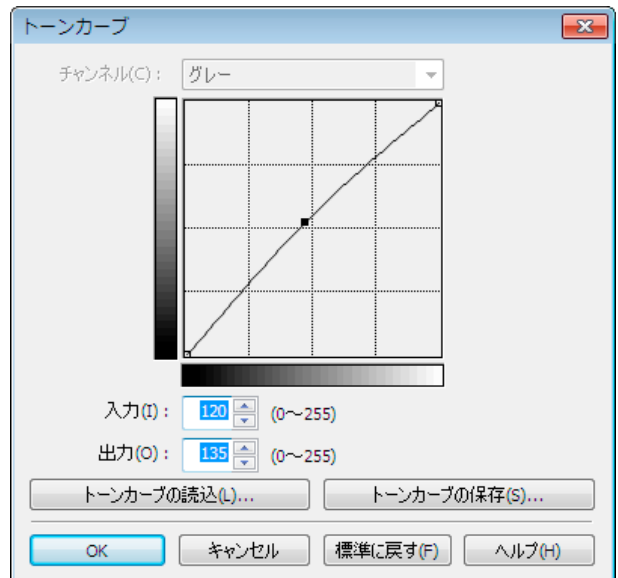 トーンカーブ
チャンネル(C): グレー
入力(I): 120 (0～255)
出力(O): 135 (0～255)
トーンカーブの読込(L)... トーンカーブの保存(S)...
OK キャンセル 標準に戻す(F) ヘルプ(H)